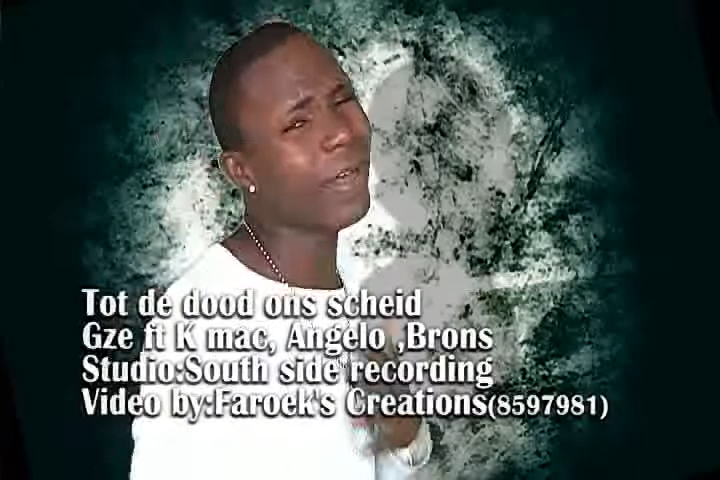 Tot de dood ons scheid
Gze ft K mac, Angelo ,Brons
Studio:South side recording
Video by:Faroek's Creations(8597981)